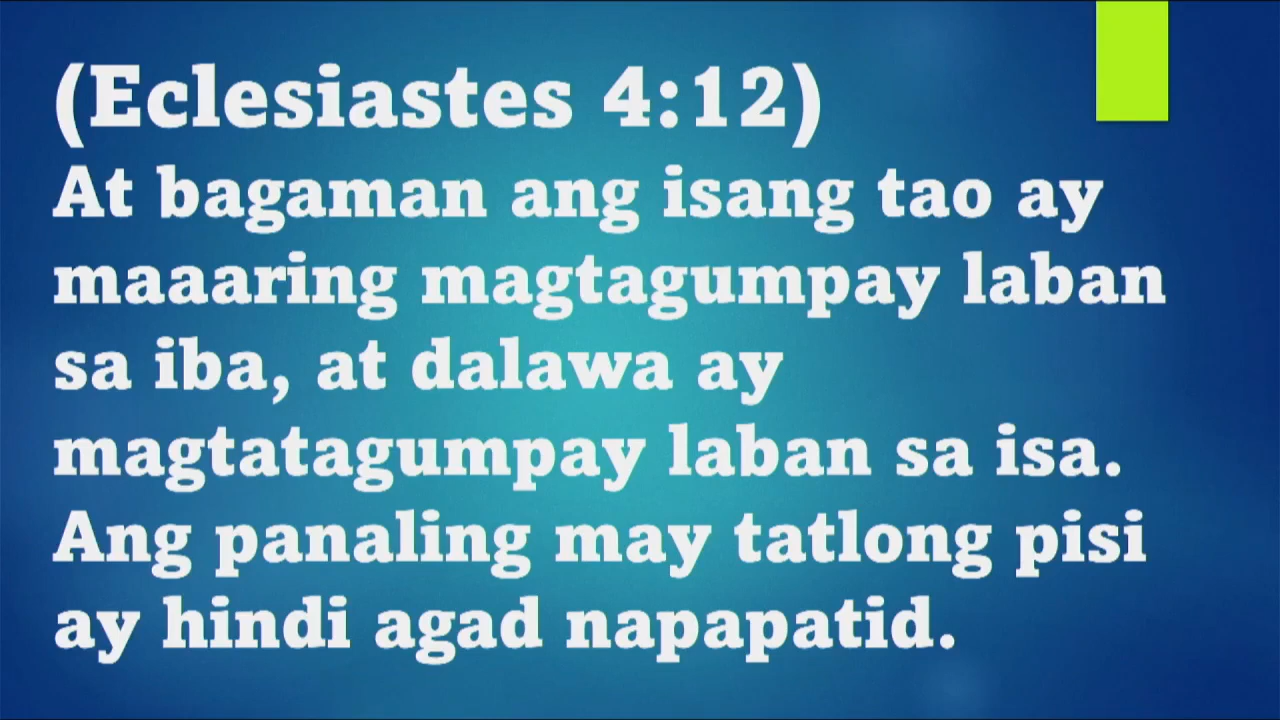 (Eclesiastes 4:12)
At bagaman ang isang tao ay
maaaring magtagumpay laban
sa iba, at dalawa ay
magtatagumpay laban sa isa.
Ang panaling may tatlong pisi
ay hindi agad napapatid.